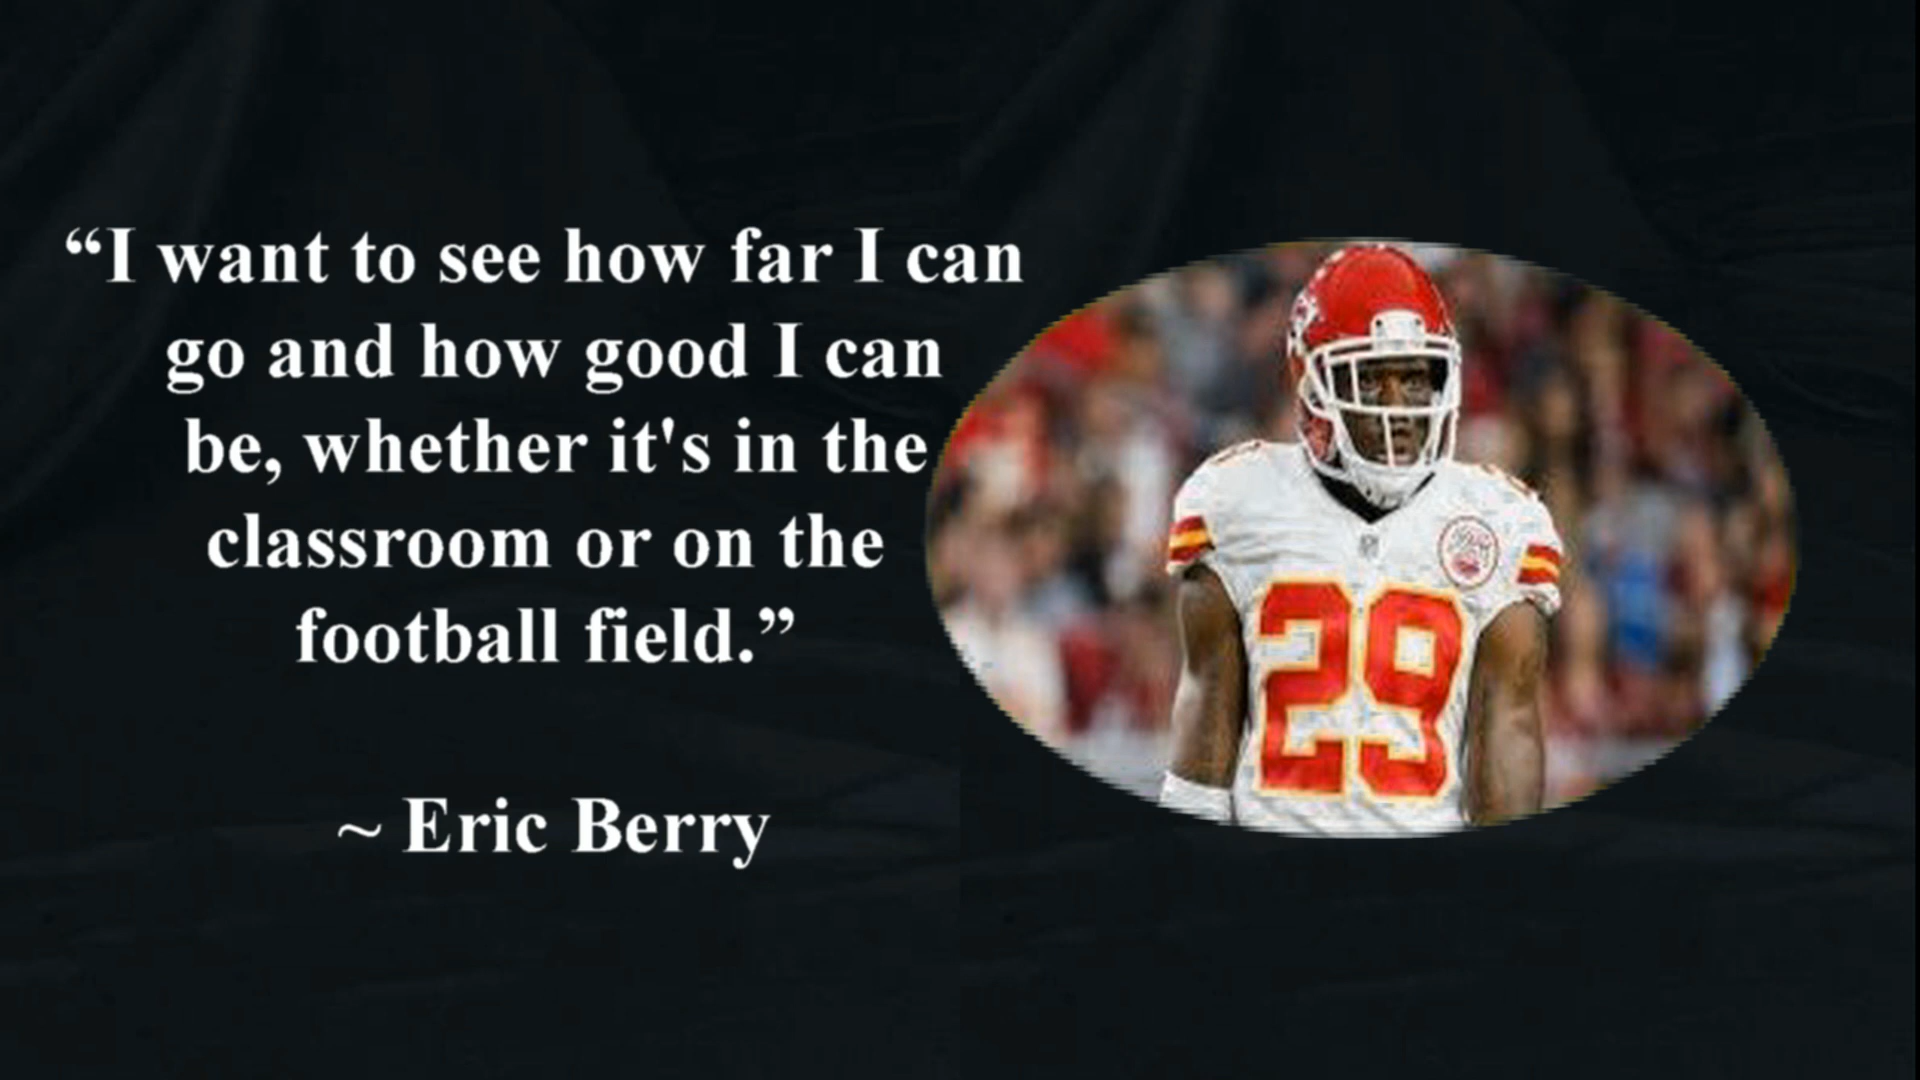 “I want to see how far I can
go and how good I can
be, whether it's in the
classroom or on the
football field.”
~ Eric Berry
29